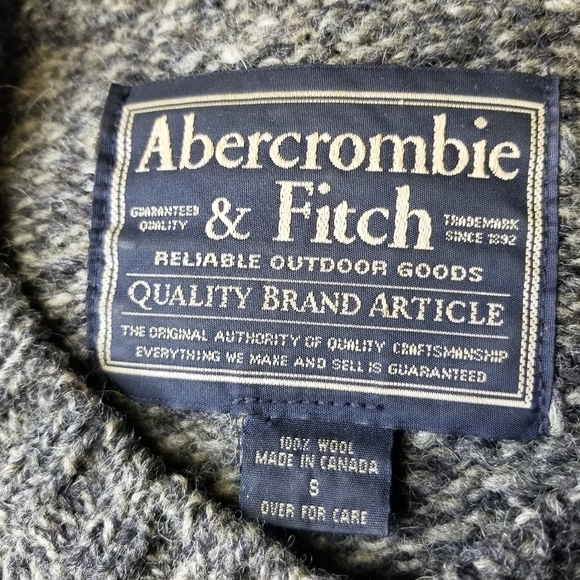 Abercrombie
GUARANTEED QUALITY & Fitch TRADEMARK SINCE 1892
RELIABLE OUTDOOR GOODS
QUALITY BRAND ARTICLE
THE ORIGINAL AUTHORITY OF QUALITY CRAFTSMANSHIP
EVERYTHING WE MAKE AND SELL IS GUARANTEED
100% WOOL
MADE IN CANADA
S
OVER FOR CARE